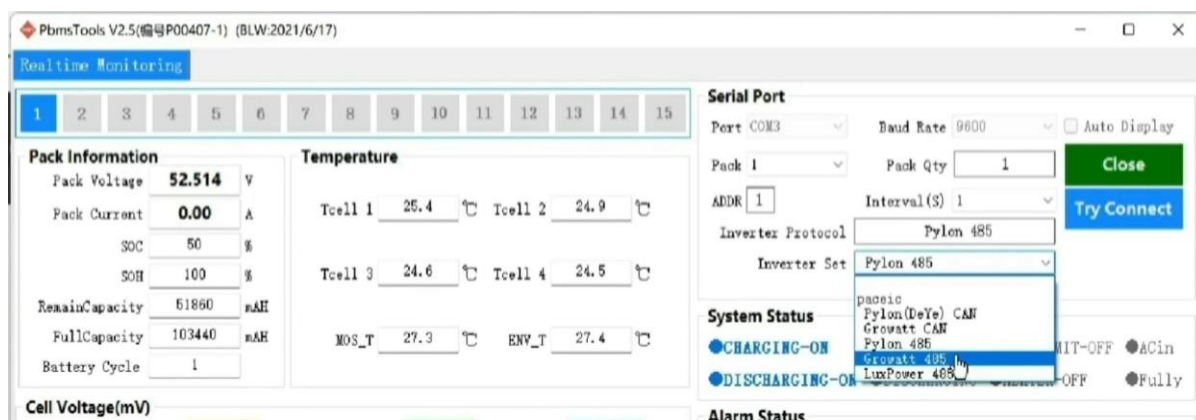 PbmsTools V2.5(编号P00407-1) (BLW:2021/6/17)
Realtime Monitoring
1 2 3 4 5 6 7 8 9 10 11 12 13 14 15
Pack Information
Pack Voltage 52.514 V
Pack Current 0.00 A
SOC 50 %
SOH 100 %
RemainCapacity 51860 mAH
FullCapacity 103440 mAH
Battery Cycle 1
Temperature
Tcell 1 25.4 ℃ Tcell 2 24.9 ℃
Tcell 3 24.6 ℃ Tcell 4 24.5 ℃
MOS_T 27.3 ℃ ENV_T 27.4 ℃
Serial Port
Port COM3 Baud Rate 9600 Auto Display
Pack 1 Pack Qty 1 Close
ADDR 1 Interval(S) 1 Try Connect
Inverter Protocol Pylon 485
Inverter Set Pylon 485
paceic
Pylon(DeYe) CAN
Growatt CAN
Pylon 485
Growatt 485
LuxPower 485
System Status
CHARGING-ON ACin
DISCHARGING-ON Fully
Cell Voltage(mV)
Alarm Status